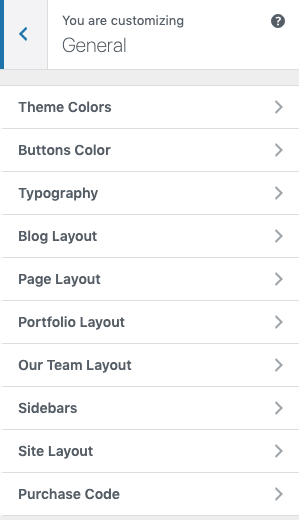 You are customizing
?
General
Theme Colors
Buttons Color
Typography
Blog Layout
Page Layout
Portfolio Layout
Our Team Layout
Sidebars
Site Layout
Purchase Code